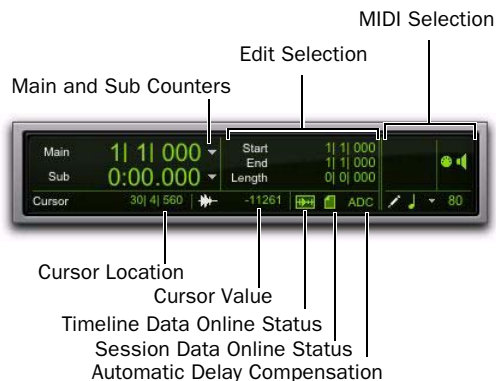 MIDI Selection
Edit Selection
Main and Sub Counters
Main 1| 1| 000 Start 1| 1| 000
End 1| 1| 000
Sub 0:00.000 Length 0| 0| 000
Cursor 30| 4| 560 -11261 ADC 80
Cursor Location
Cursor Value
Timeline Data Online Status
Session Data Online Status
Automatic Delay Compensation